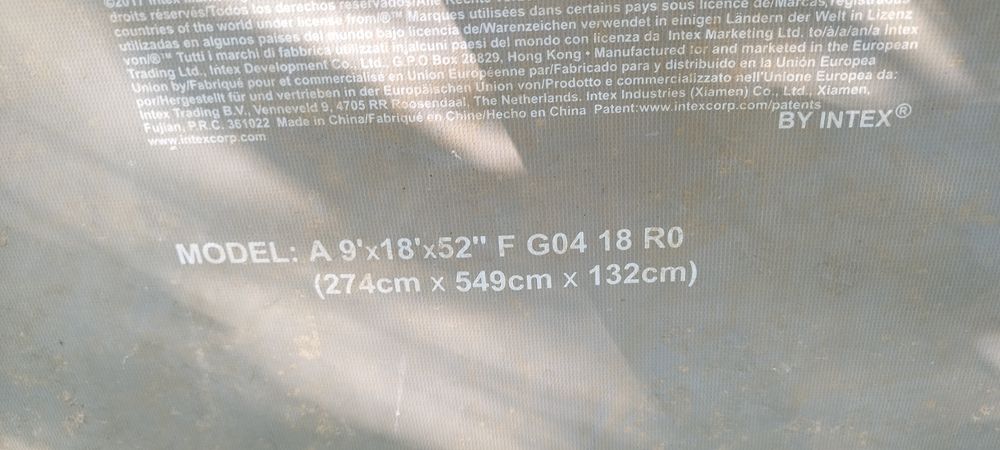 droits réservés/Todos los derechos reservados/Alle Rechte
countries of the world under license from/®™ Marques utilisées dans certains pays sous licence de/Marcas registradas
utilizadas en algunos países del mundo bajo licencia de/Warenzeichen verwendet in einigen Ländern der Welt in Lizenz
von/®™ Tutti i marchi di fabbrica utilizzati in alcuni paesi del mondo con licenza da Intex Marketing Ltd. to/à/a/an/a Intex
Trading Ltd., Intex Development Co., Ltd., G.P.O Box 28829, Hong Kong • Manufactured for and marketed in the European
Union by/Fabriqué pour et commercialisé en Union Européenne par/Fabricado para y distribuido en la Unión Europea
por/Hergestellt für und vertrieben in der Europäischen Union von/Prodotto e commercializzato nell'Unione Europea da:
Intex Trading B.V., Venneveld 9, 4705 RR Roosendaal, The Netherlands. Intex Industries (Xiamen) Co., Ltd., Xiamen,
Fujian, P.R.C. 361022 Made in China/Fabriqué en Chine/Hecho en China Patent:www.intexcorp.com/patents
www.intexcorp.com
BY INTEX®
MODEL: A 9'x18'x52" F G04 18 R0
(274cm x 549cm x 132cm)